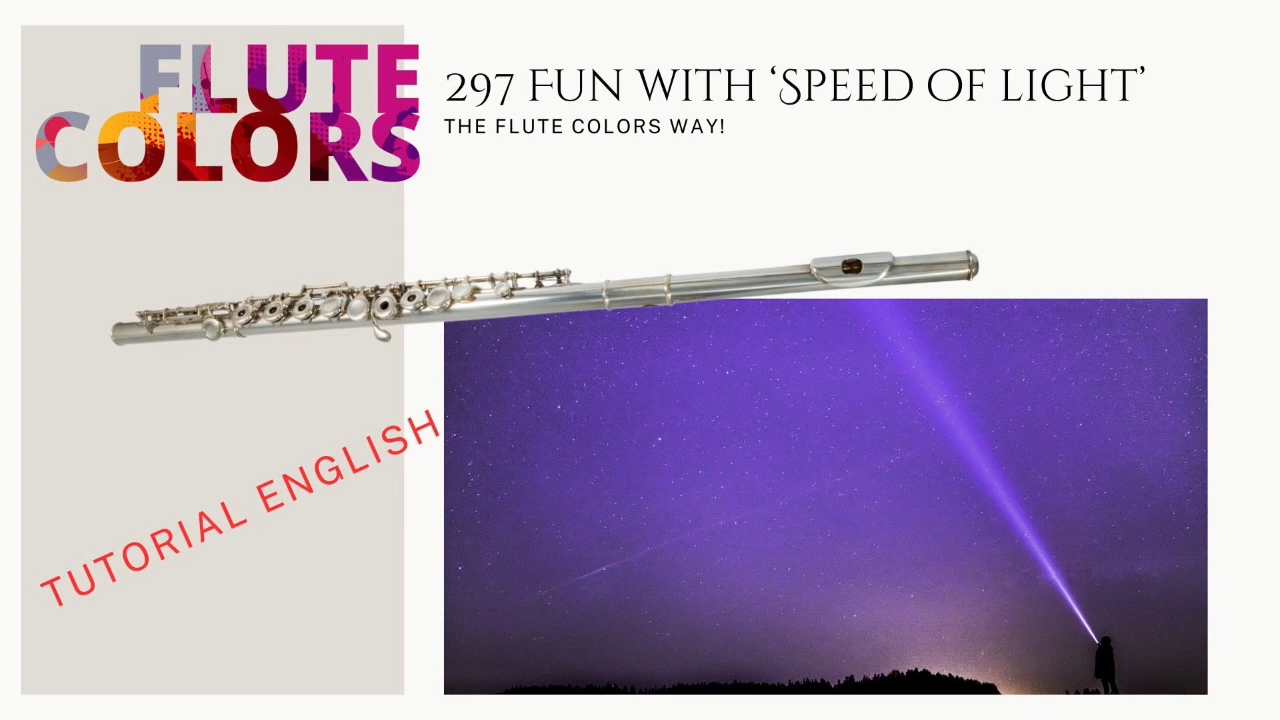 FLUTE
COLORS
297 Fun with ‘Speed of light’
THE FLUTE COLORS WAY!
TUTORIAL ENGLISH